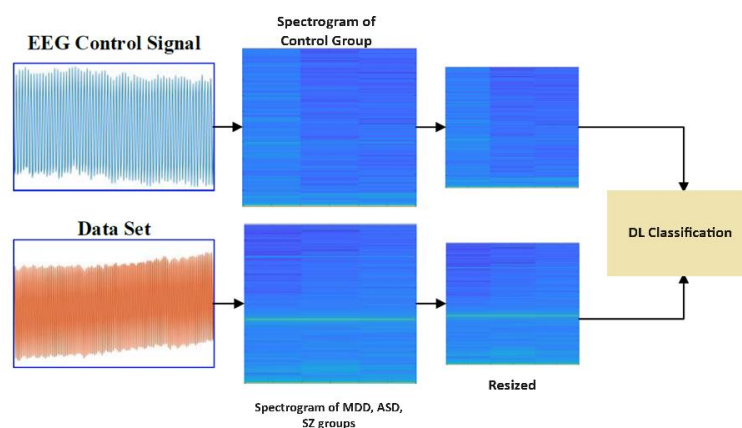 Spectrogram of
Control Group
EEG Control Signal
Data Set
DL Classification
Resized
Spectrogram of MDD, ASD,
SZ groups